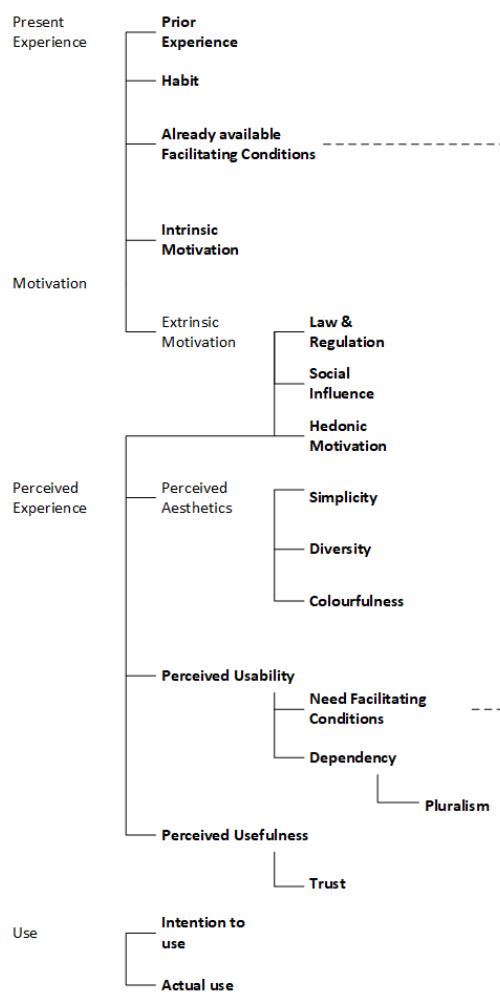 Present
Experience
Prior
Experience
Habit
Already available
Facilitating Conditions
Intrinsic
Motivation
Motivation
Extrinsic
Motivation
Law &
Regulation
Social
Influence
Hedonic
Motivation
Perceived
Experience
Perceived
Aesthetics
Simplicity
Diversity
Colourfulness
Perceived Usability
Need Facilitating
Conditions
Dependency
Pluralism
Perceived Usefulness
Trust
Use
Intention to
use
Actual use